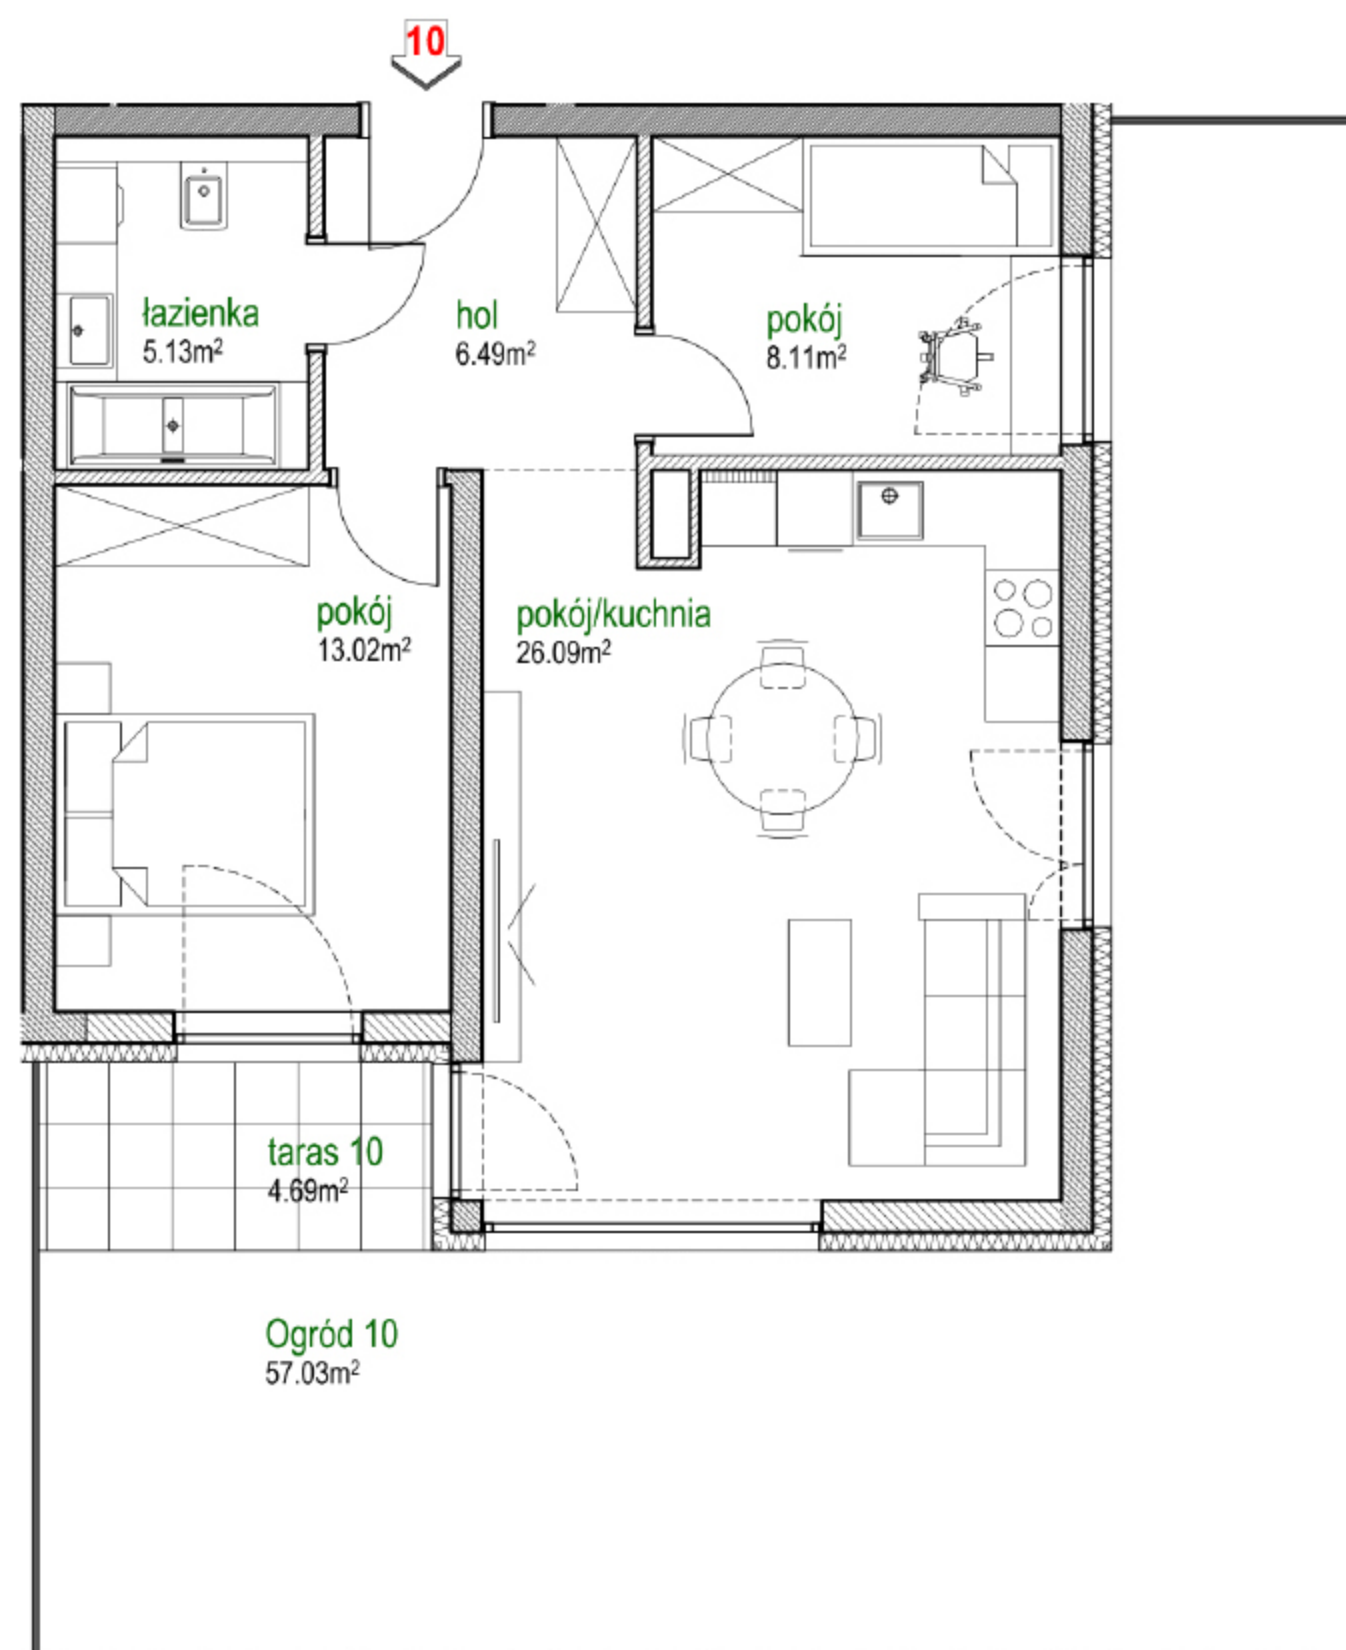 10
łazienka
5.13m²
hol
6.49m²
pokój
8.11m²
pokój
13.02m²
pokój/kuchnia
26.09m²
taras 10
4.69m²
Ogród 10
57.03m²